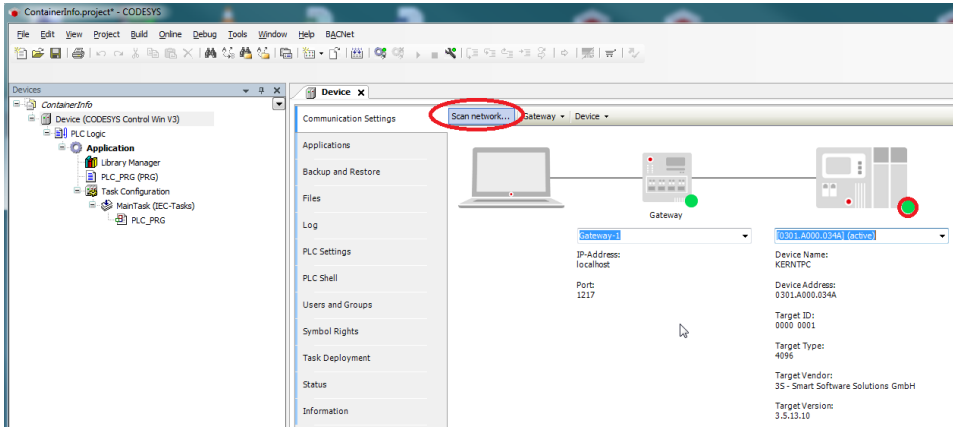 ContainerInfo.project* - CODESYS
File Edit View Project Build Online Debug Tools Window Help BACNet
Devices
ContainerInfo
Device (CODESYS Control Win V3)
PLC Logic
Application
Library Manager
PLC_PRG (PRG)
Task Configuration
MainTask (IEC-Tasks)
PLC_PRG
Device
Communication Settings
Applications
Backup and Restore
Files
Log
PLC Settings
PLC Shell
Users and Groups
Symbol Rights
Task Deployment
Status
Information
Scan network... Gateway Device
Gateway
Gateway-1
IP-Address:
localhost
Port:
1217
[0301.A000.034A] (active)
Device Name:
KERNTPC
Device Address:
0301.A000.034A
Target ID:
0000 0001
Target Type:
4096
Target Vendor:
3S - Smart Software Solutions GmbH
Target Version:
3.5.13.10